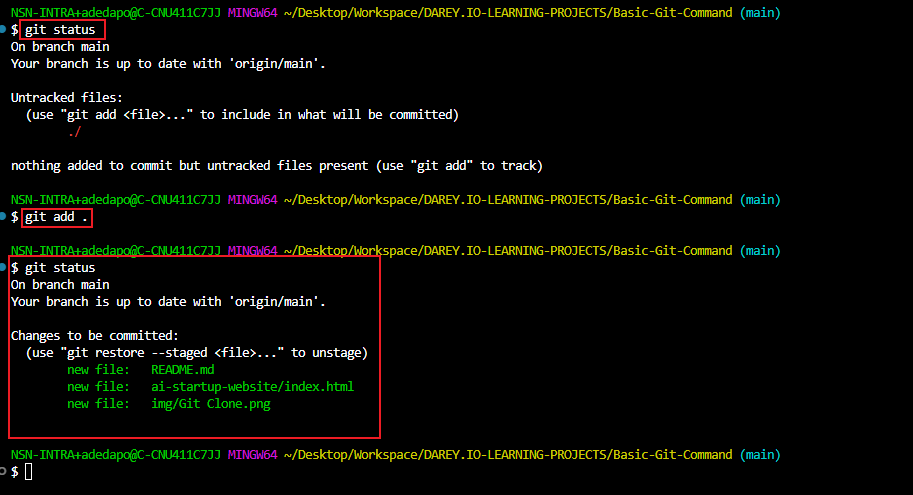 NSN-INTRA+adedapo@C-CNU411C7JJ MINGW64 ~/Desktop/Workspace/DAREY.IO-LEARNING-PROJECTS/Basic-Git-Command (main)
$ git status
On branch main
Your branch is up to date with 'origin/main'.
Untracked files:
(use "git add <file>..." to include in what will be committed)
./
nothing added to commit but untracked files present (use "git add" to track)
NSN-INTRA+adedapo@C-CNU411C7JJ MINGW64 ~/Desktop/Workspace/DAREY.IO-LEARNING-PROJECTS/Basic-Git-Command (main)
$ git add .
NSN-INTRA+adedapo@C-CNU411C7JJ MINGW64 ~/Desktop/Workspace/DAREY.IO-LEARNING-PROJECTS/Basic-Git-Command (main)
$ git status
On branch main
Your branch is up to date with 'origin/main'.
Changes to be committed:
(use "git restore --staged <file>..." to unstage)
new file: README.md
new file: ai-startup-website/index.html
new file: img/Git Clone.png
NSN-INTRA+adedapo@C-CNU411C7JJ MINGW64 ~/Desktop/Workspace/DAREY.IO-LEARNING-PROJECTS/Basic-Git-Command (main)
$